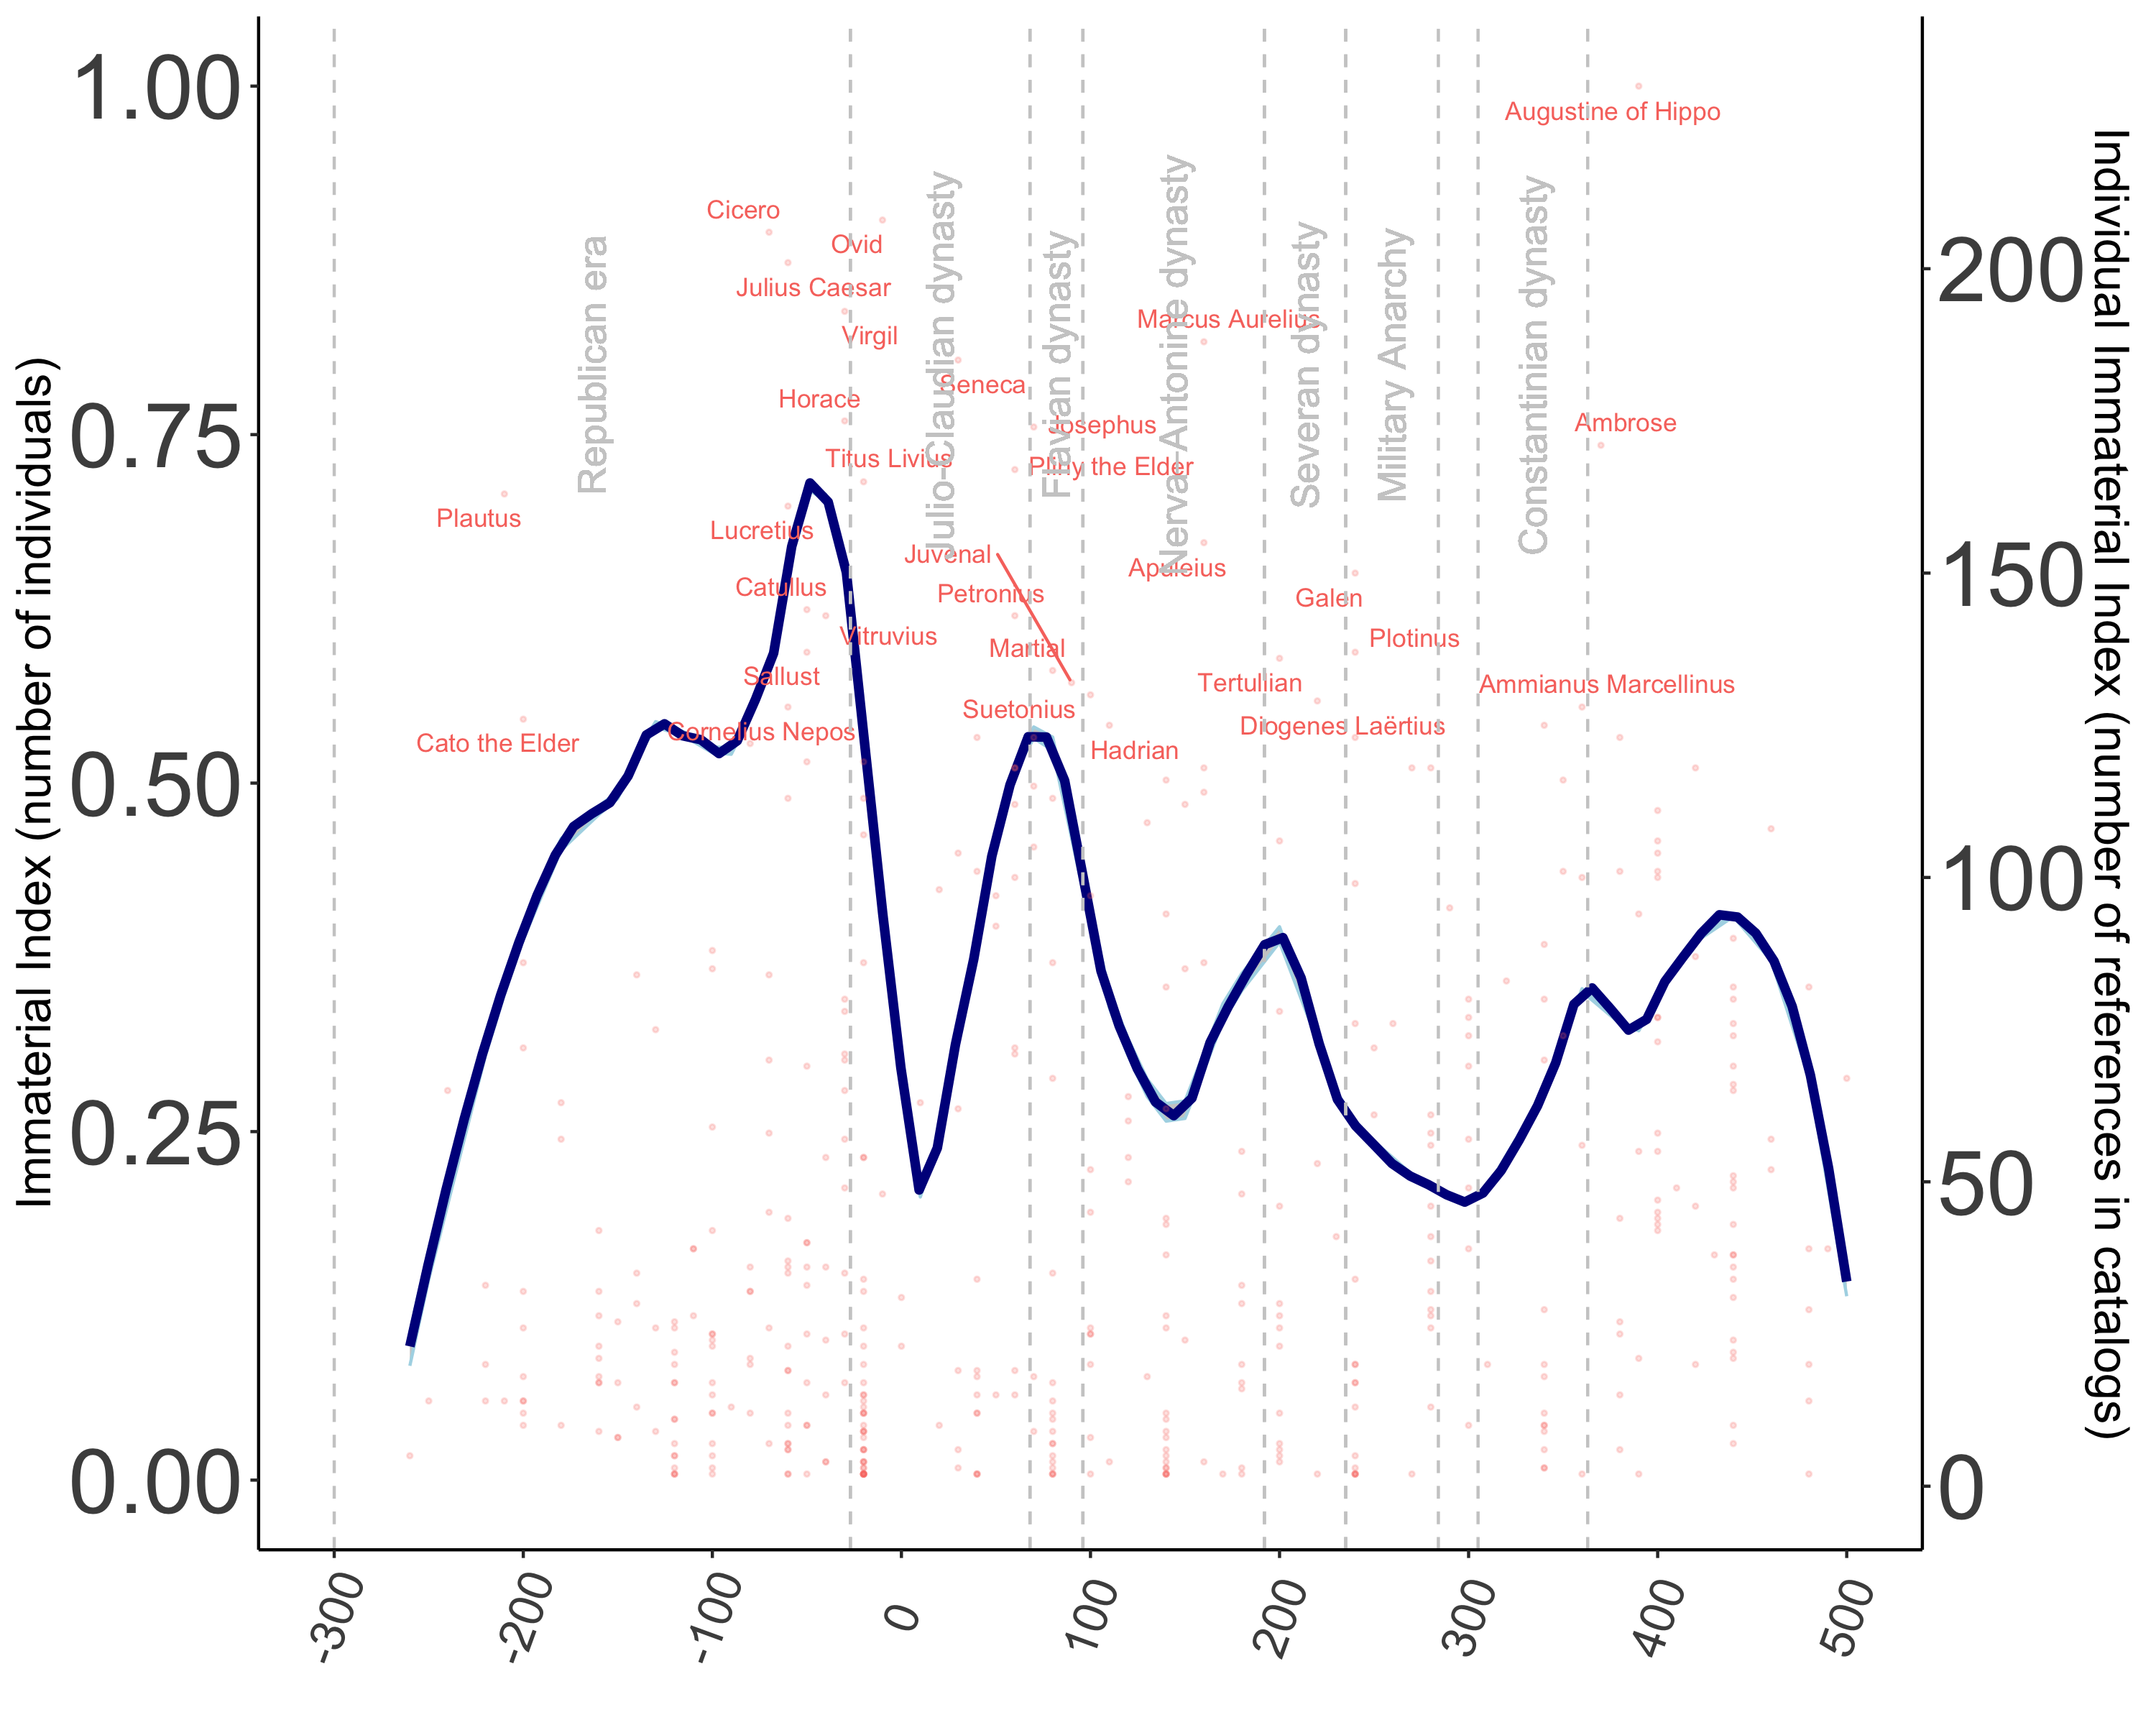 1.00
0.75
0.50
0.25
0.00
Immaterial Index (number of individuals)
200
150
100
50
0
Individual Immaterial Index (number of references in catalogs)
-300
-200
-100
0
100
200
300
400
500
Republican era
Julio-Claudian dynasty
Flavian dynasty
Nerva-Antonine dynasty
Severan dynasty
Military Anarchy
Constantinian dynasty
Augustine of Hippo
Cicero
Ovid
Julius Caesar
Virgil
Marcus Aurelius
Seneca
Horace
Josephus
Ambrose
Titus Livius
Pliny the Elder
Plautus
Lucretius
Juvenal
Apuleius
Catullus
Petronius
Galen
Vitruvius
Martial
Plotinus
Sallust
Tertullian
Ammianus Marcellinus
Suetonius
Diogenes Laërtius
Cornelius Nepos
Cato the Elder
Hadrian